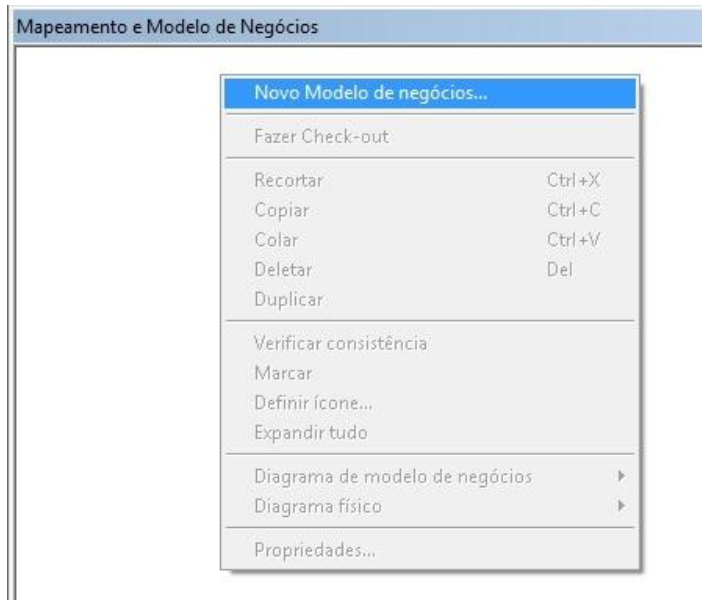 Mapeamento e Modelo de Negócios
Novo Modelo de negócios...
Fazer Check-out
Recortar Ctrl+X
Copiar Ctrl+C
Colar Ctrl+V
Deletar Del
Duplicar
Verificar consistência
Marcar
Definir ícone...
Expandir tudo
Diagrama de modelo de negócios
Diagrama físico
Propriedades...